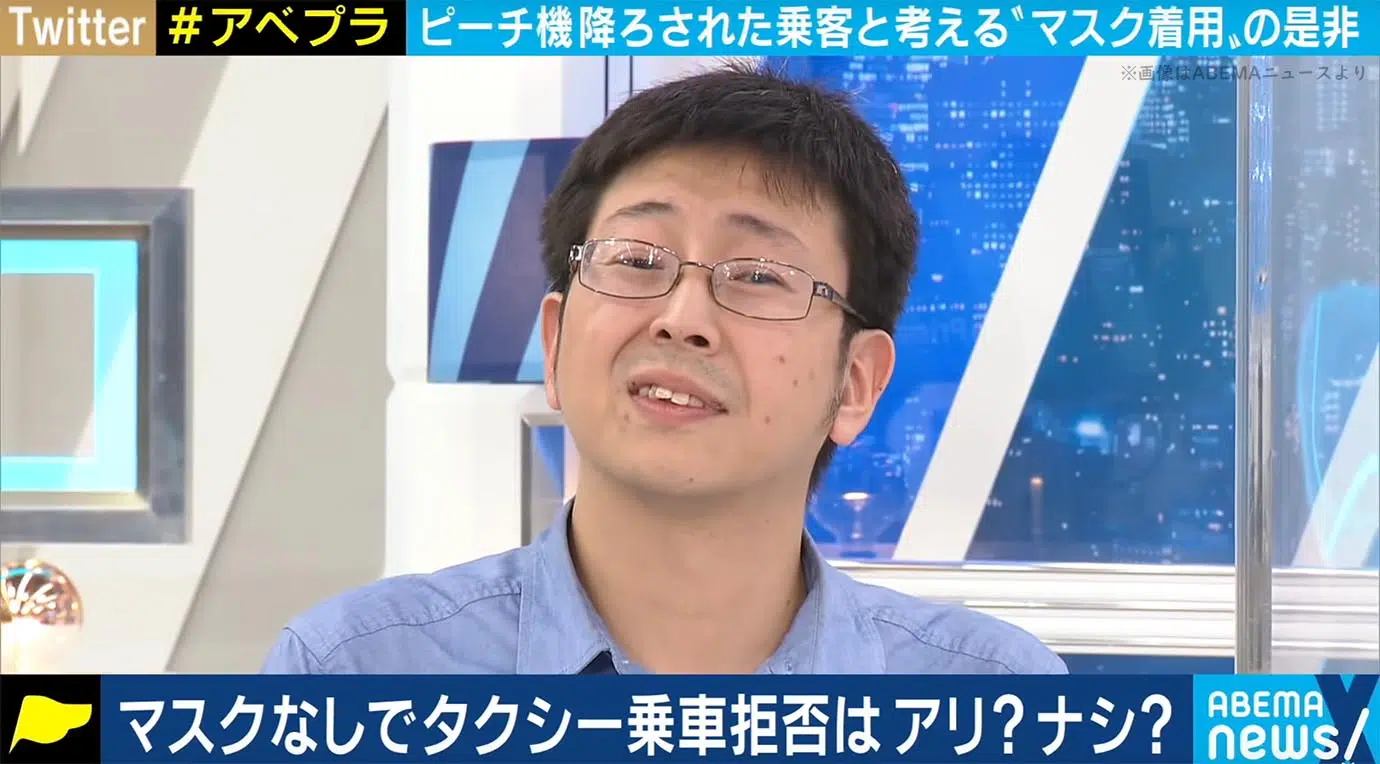 Twitter #アベプラ ピーチ機降ろされた乗客と考える〝マスク着用〟の是非
※画像はABEMAニュースより
マスクなしでタクシー乗車拒否は アリ?ナシ?
ABEMA
news/